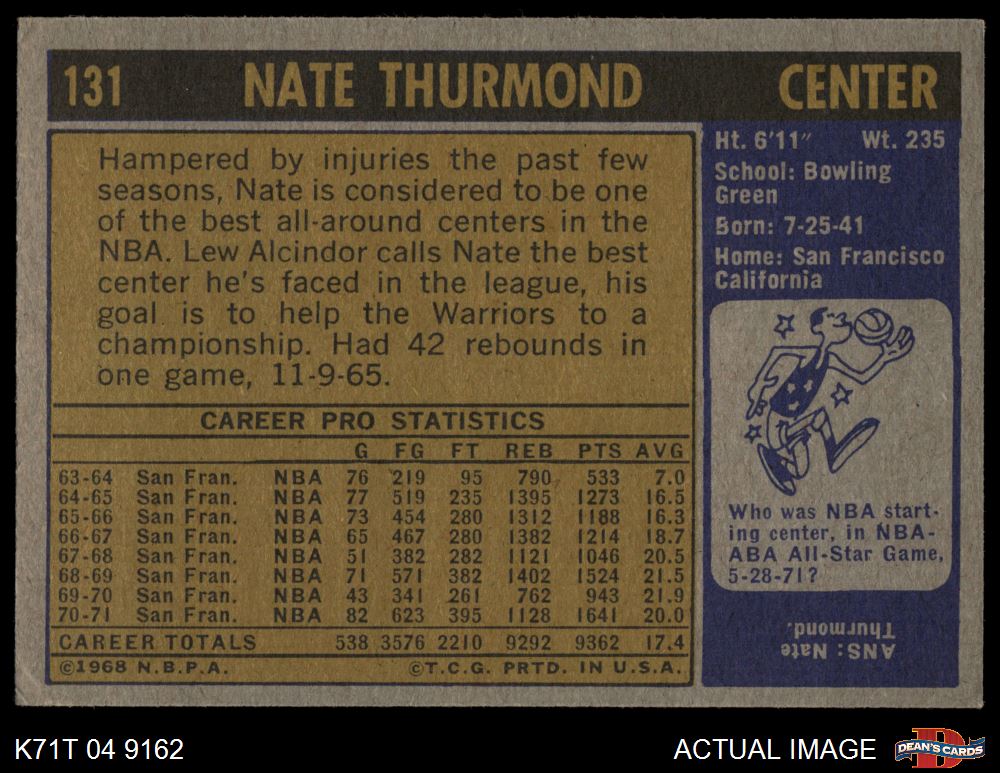 131 NATE THURMOND CENTER
Hampered by injuries the past few
seasons, Nate is considered to be one
of the best all-around centers in the
NBA. Lew Alcindor calls Nate the best
center he's faced in the league, his
goal is to help the Warriors to a
championship. Had 42 rebounds in
one game, 11-9-65.
CAREER PRO STATISTICS
G FG FT REB PTS AVG
63-64 San Fran. NBA 76 219 95 790 533 7.0
64-65 San Fran. NBA 77 519 235 1395 1273 16.5
65-66 San Fran. NBA 73 454 280 1312 1188 16.3
66-67 San Fran. NBA 65 467 280 1382 1214 18.7
67-68 San Fran. NBA 51 382 282 1121 1046 20.5
68-69 San Fran. NBA 71 571 382 1402 1524 21.5
69-70 San Fran. NBA 43 341 261 762 943 21.9
70-71 San Fran. NBA 82 623 395 1128 1641 20.0
CAREER TOTALS 538 3576 2210 9292 9362 17.4
©1968 N.B.P.A. ©T.C.G. PRTD. IN U.S.A.
Ht. 6'11" Wt. 235
School: Bowling
Green
Born: 7-25-41
Home: San Francisco
California
Who was NBA start-
ing center, in NBA-
ABA All-Star Game,
5-28-71?
ANS: Nate
Thurmond.
K71T 04 9162 ACTUAL IMAGE
D
DEAN'S CARDS